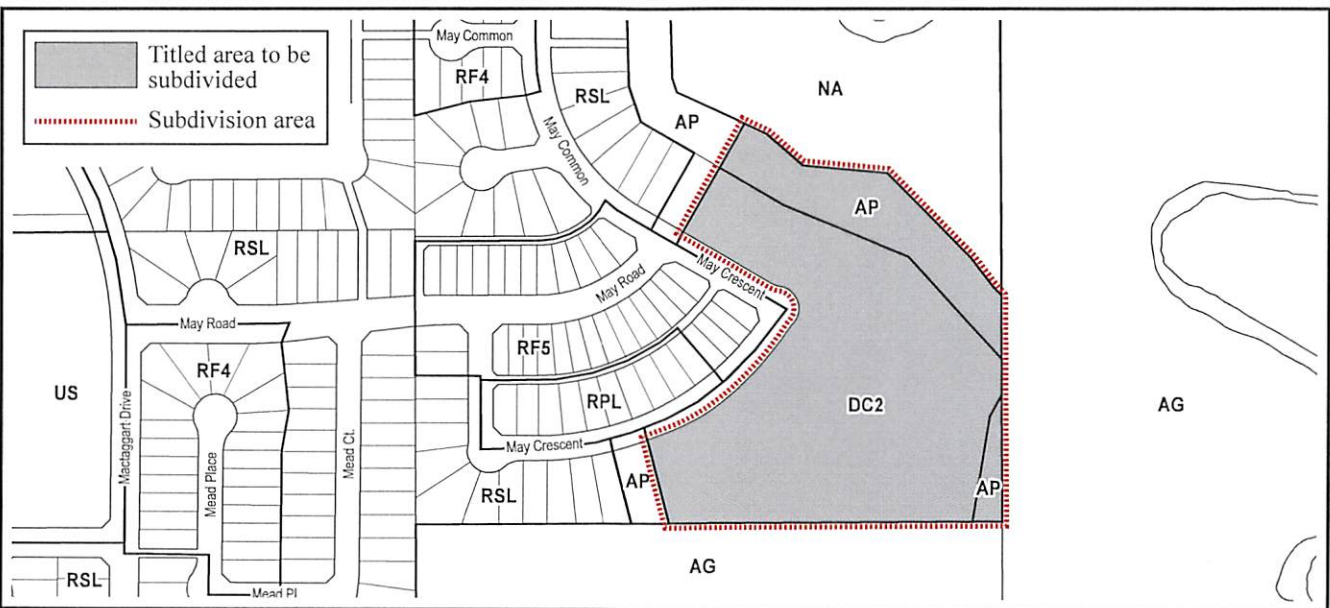 Titled area to be
subdivided
Subdivision area
May Common
RF4
RSL
NA
AP
May Common
AP
RSL
May Crescent
May Road
May Road
RF5
RF4
US
RPL
DC2
AG
Mactaggart Drive
Mead Place
Mead Ct.
May Crescent
AP
AP
RSL
AG
RSL
Mead Pl